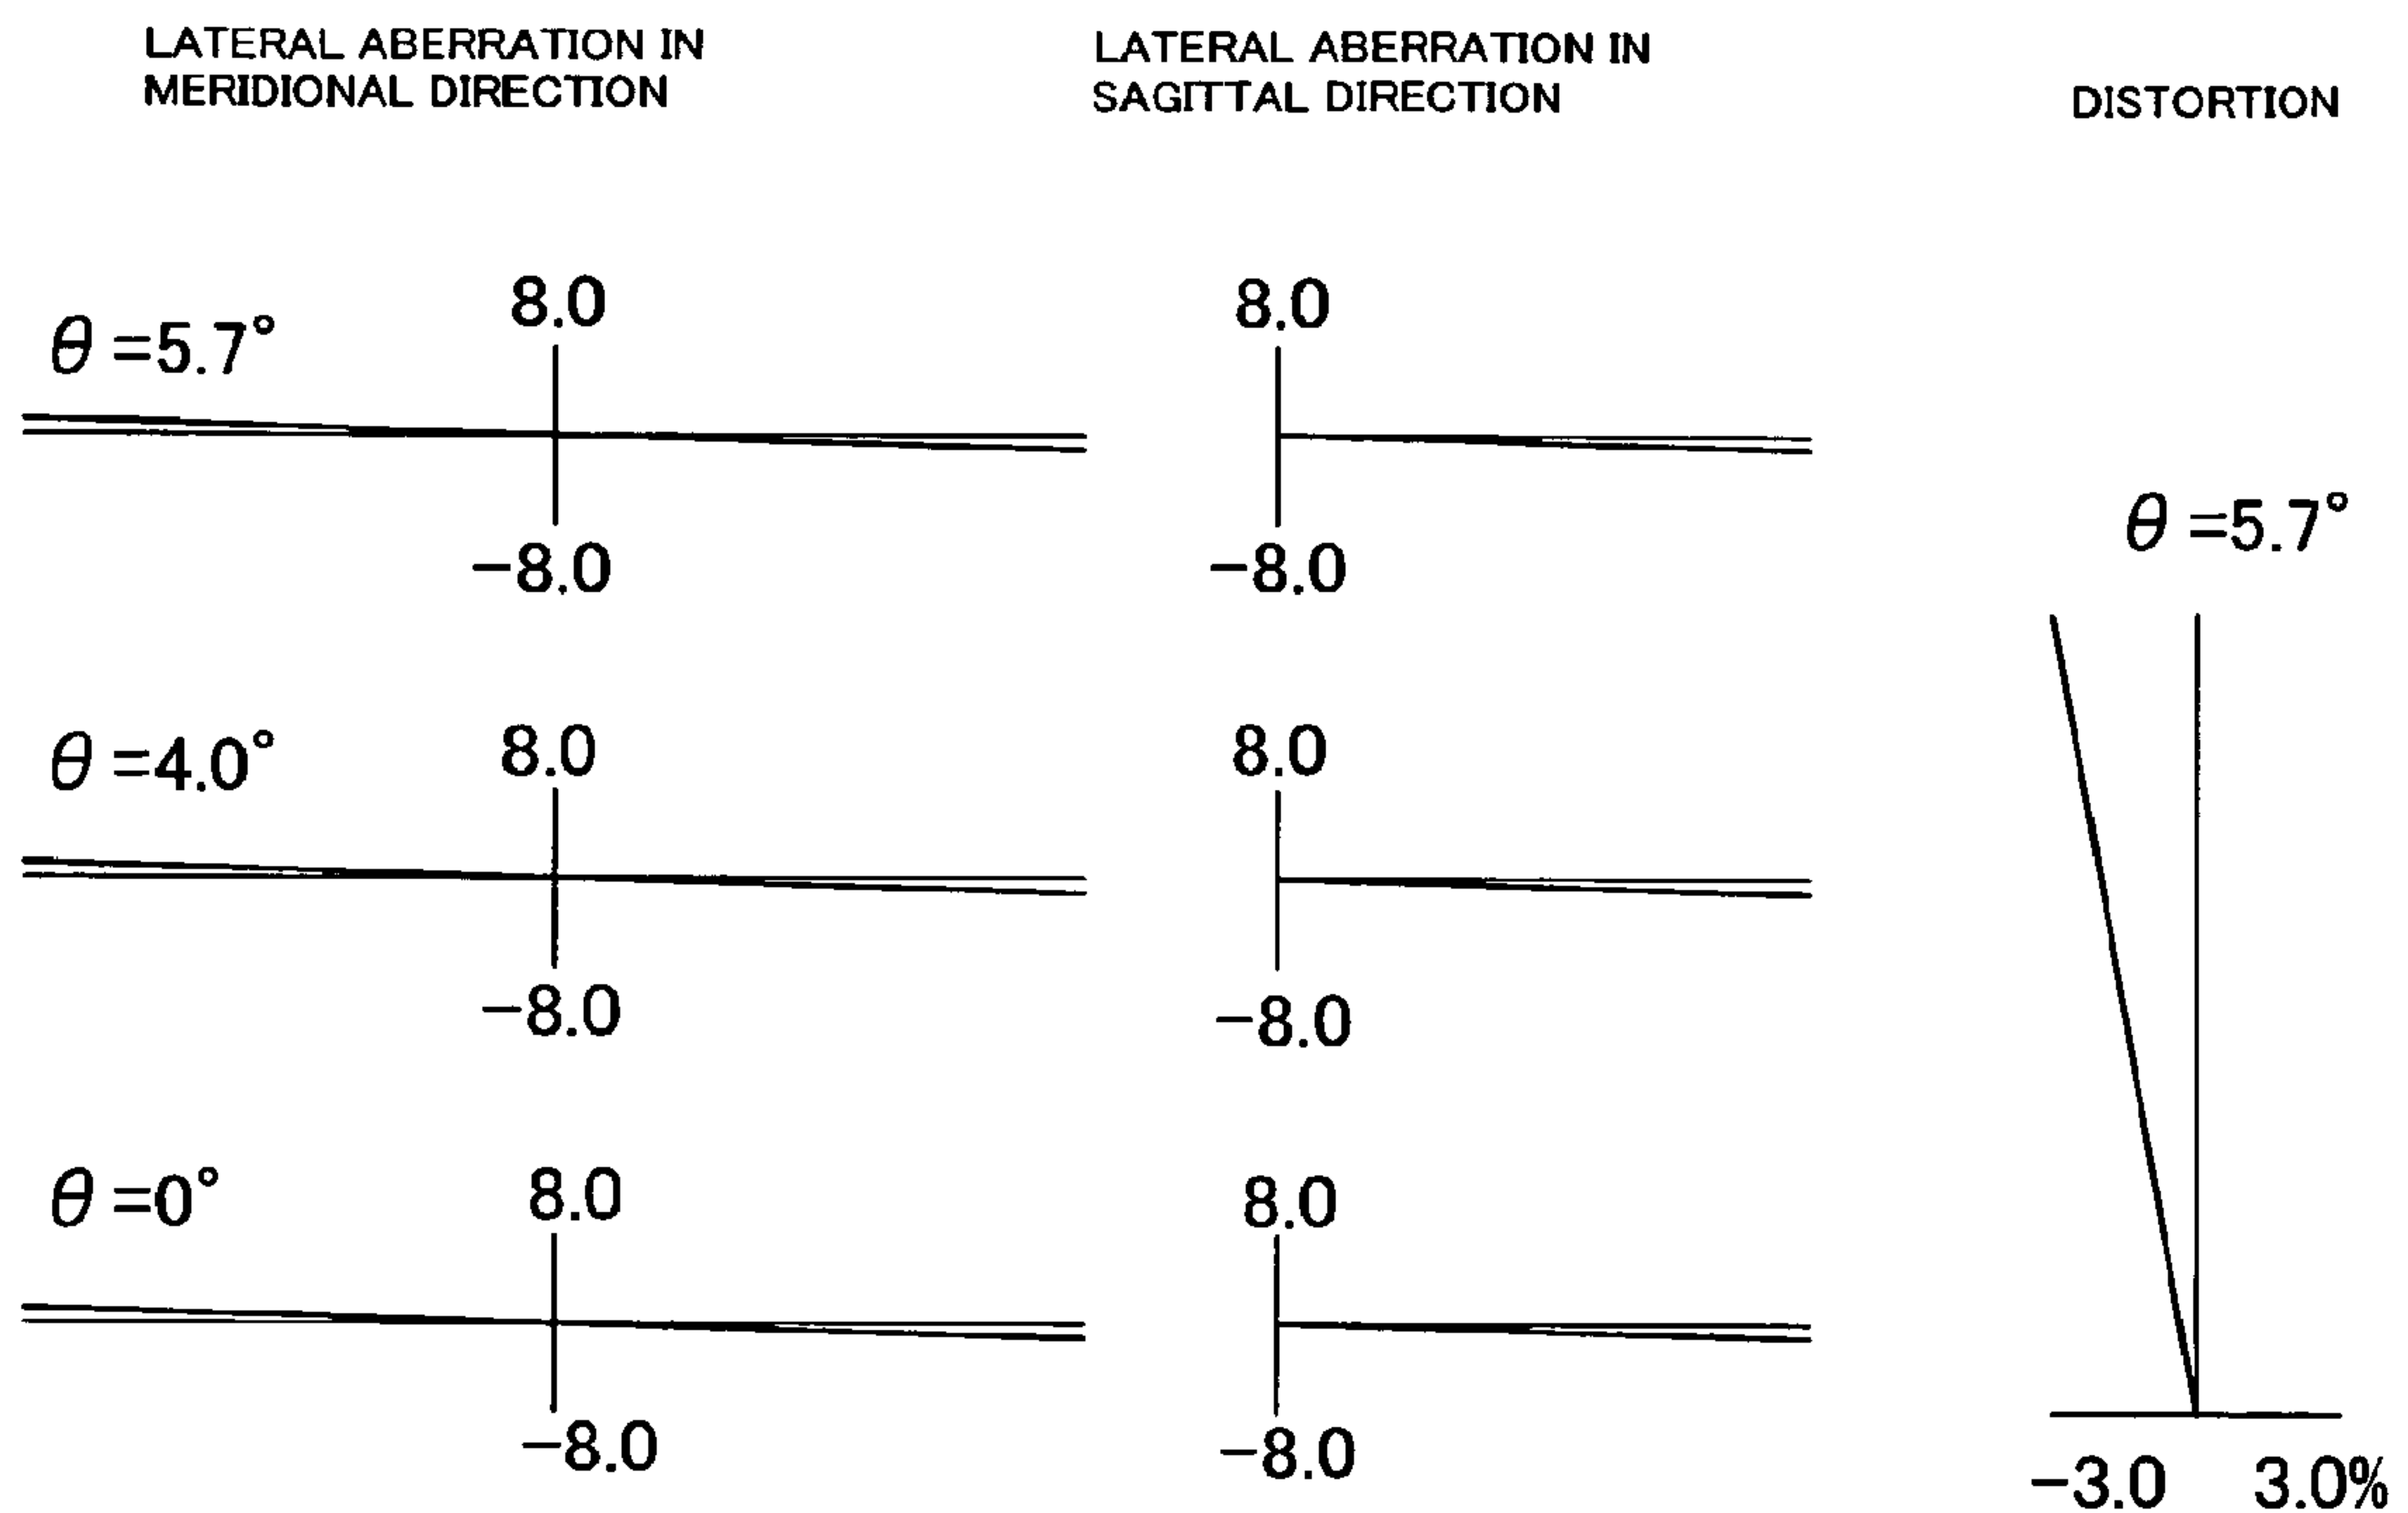 LATERAL ABERRATION IN
MERIDIONAL DIRECTION
LATERAL ABERRATION IN
SAGITTAL DIRECTION
DISTORTION
θ=5.7°
8.0
-8.0
8.0
-8.0
θ=4.0°
8.0
-8.0
8.0
-8.0
θ=0°
8.0
-8.0
8.0
-8.0
θ=5.7°
-3.0 3.0%